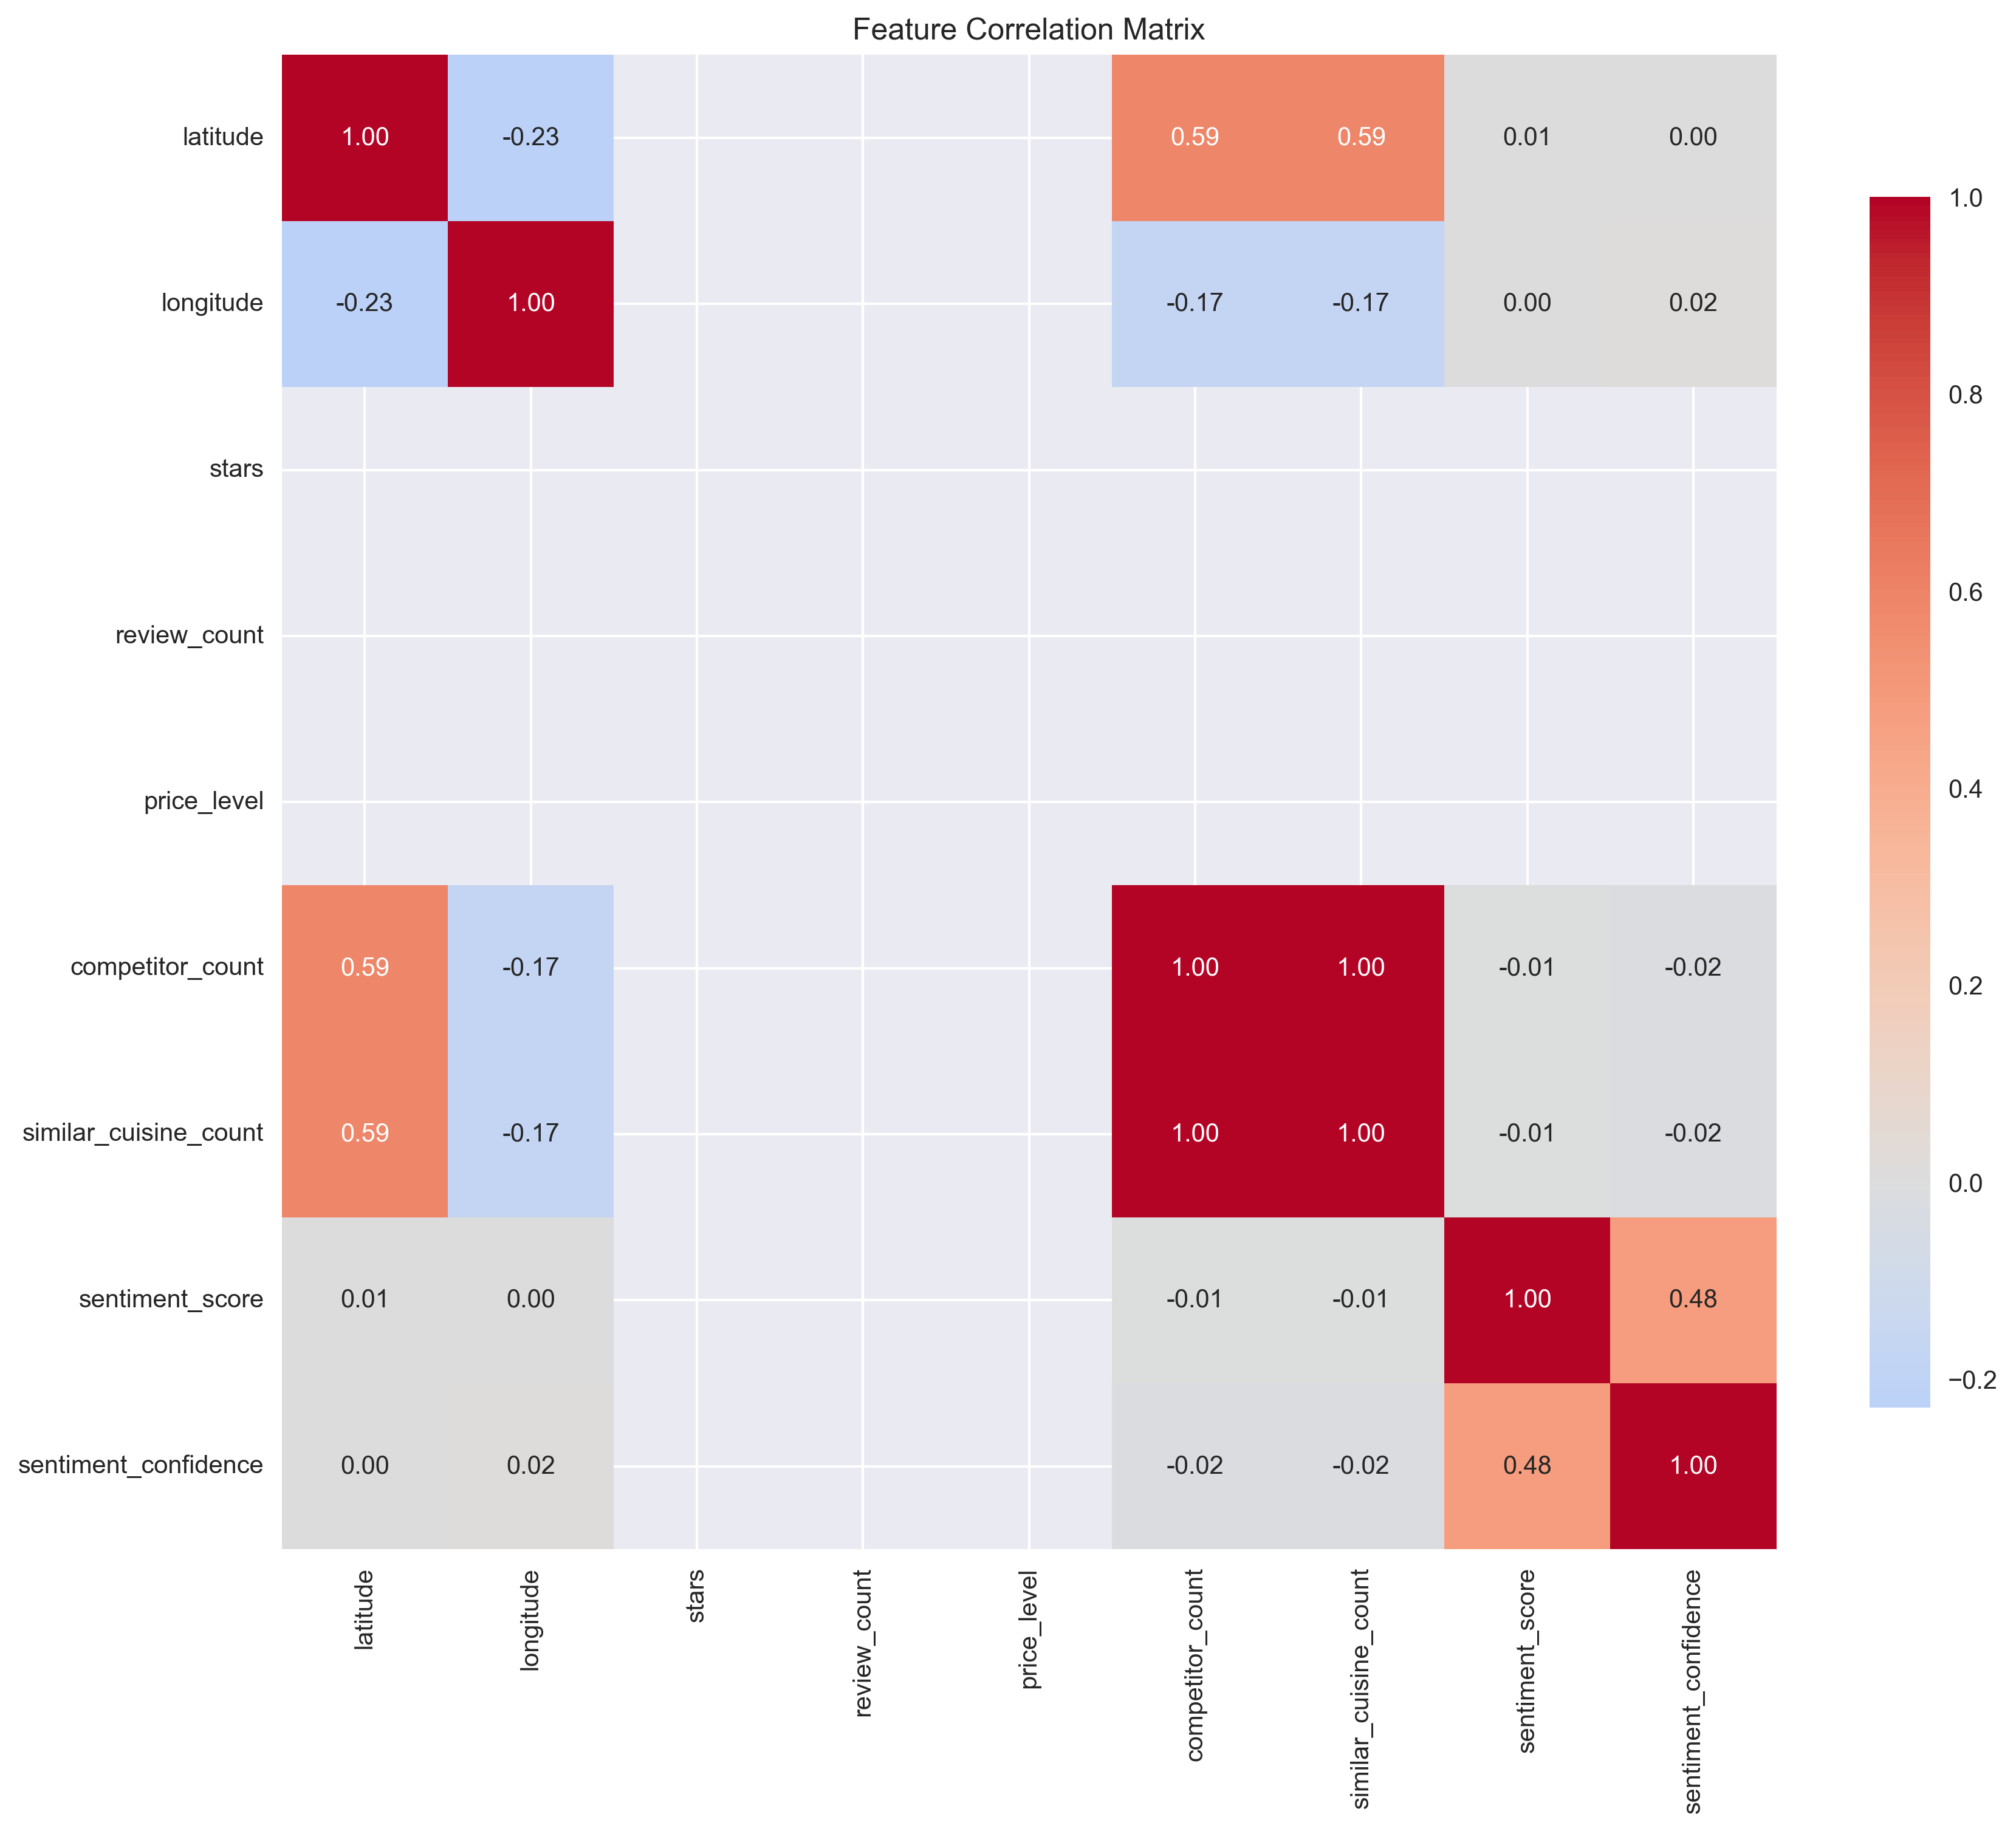 Feature Correlation Matrix
latitude 1.00 -0.23 0.59 0.59 0.01 0.00
longitude -0.23 1.00 -0.17 -0.17 0.00 0.02
stars
review_count
price_level
competitor_count 0.59 -0.17 1.00 1.00 -0.01 -0.02
similar_cuisine_count 0.59 -0.17 1.00 1.00 -0.01 -0.02
sentiment_score 0.01 0.00 -0.01 -0.01 1.00 0.48
sentiment_confidence 0.00 0.02 -0.02 -0.02 0.48 1.00
latitude
longitude
stars
review_count
price_level
competitor_count
similar_cuisine_count
sentiment_score
sentiment_confidence
1.0
0.8
0.6
0.4
0.2
0.0
−0.2